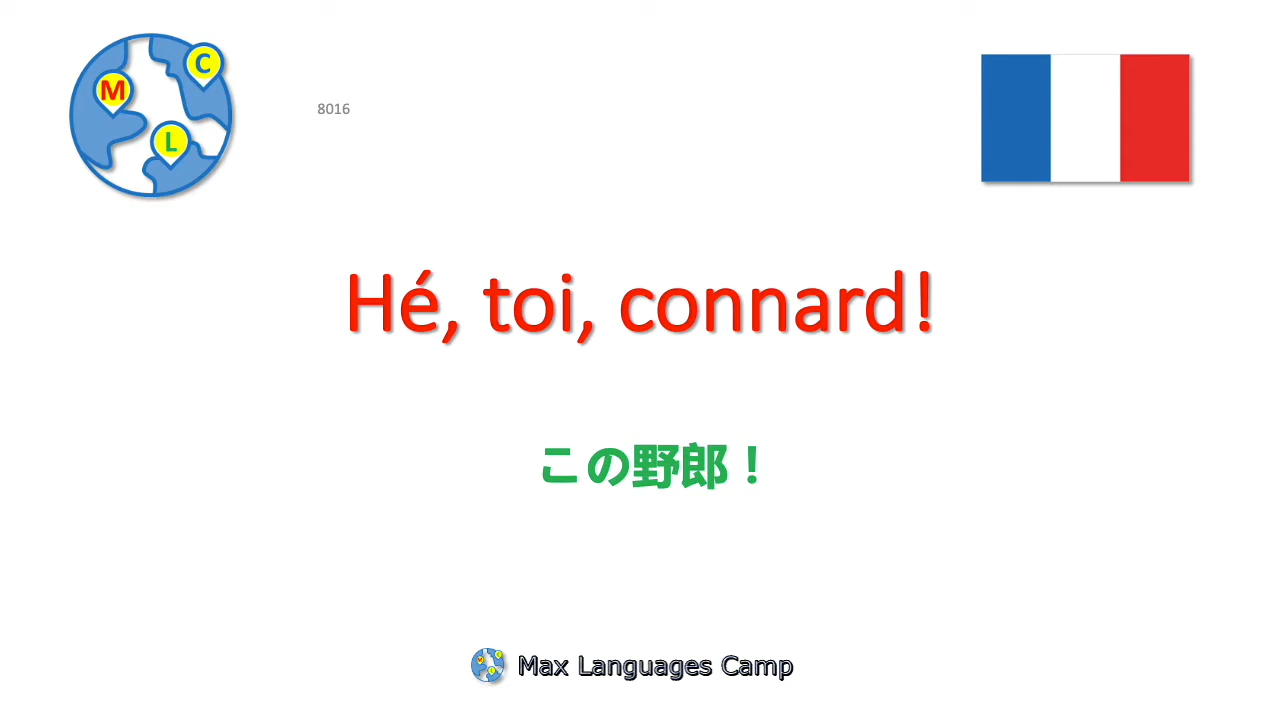 M
C
L
8016
Hé, toi, connard!
この野郎！
Max Languages Camp